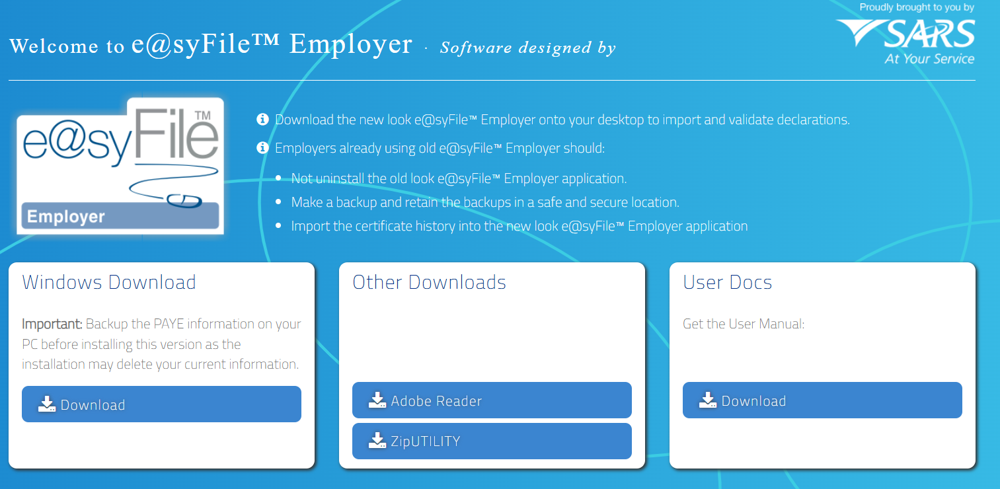 Proudly brought to you by
SARS
At Your Service
Welcome to e@syFile™ Employer · Software designed by
e@syFile™
Employer
Download the new look e@syFile™ Employer onto your desktop to import and validate declarations.
Employers already using old e@syFile™ Employer should:
• Not uninstall the old look e@syFile™ Employer application.
• Make a backup and retain the backups in a safe and secure location.
• Import the certificate history into the new look e@syFile™ Employer application
Windows Download
Important: Backup the PAYE information on your
PC before installing this version as the
installation may delete your current information.
Download
Other Downloads
Adobe Reader
ZipUTILITY
User Docs
Get the User Manual:
Download